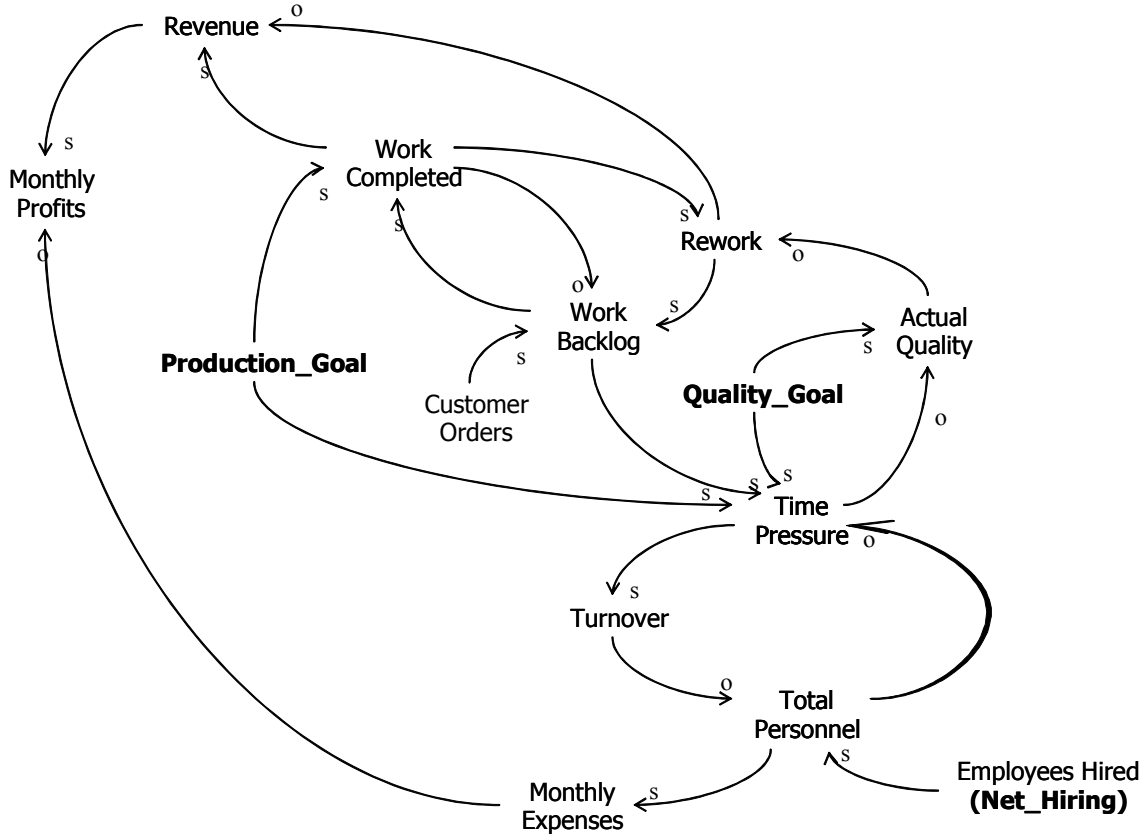 o
Revenue
s
s
Monthly
Profits
o
Work
Completed
s
s
s
Rework
o
o
Work
Backlog
s
s
Actual
Quality
s
Production_Goal
Quality_Goal
Customer
Orders
o
s
s
s
Time
Pressure
o
s
Turnover
o
Total
Personnel
s
Employees Hired
(Net_Hiring)
s
Monthly
Expenses